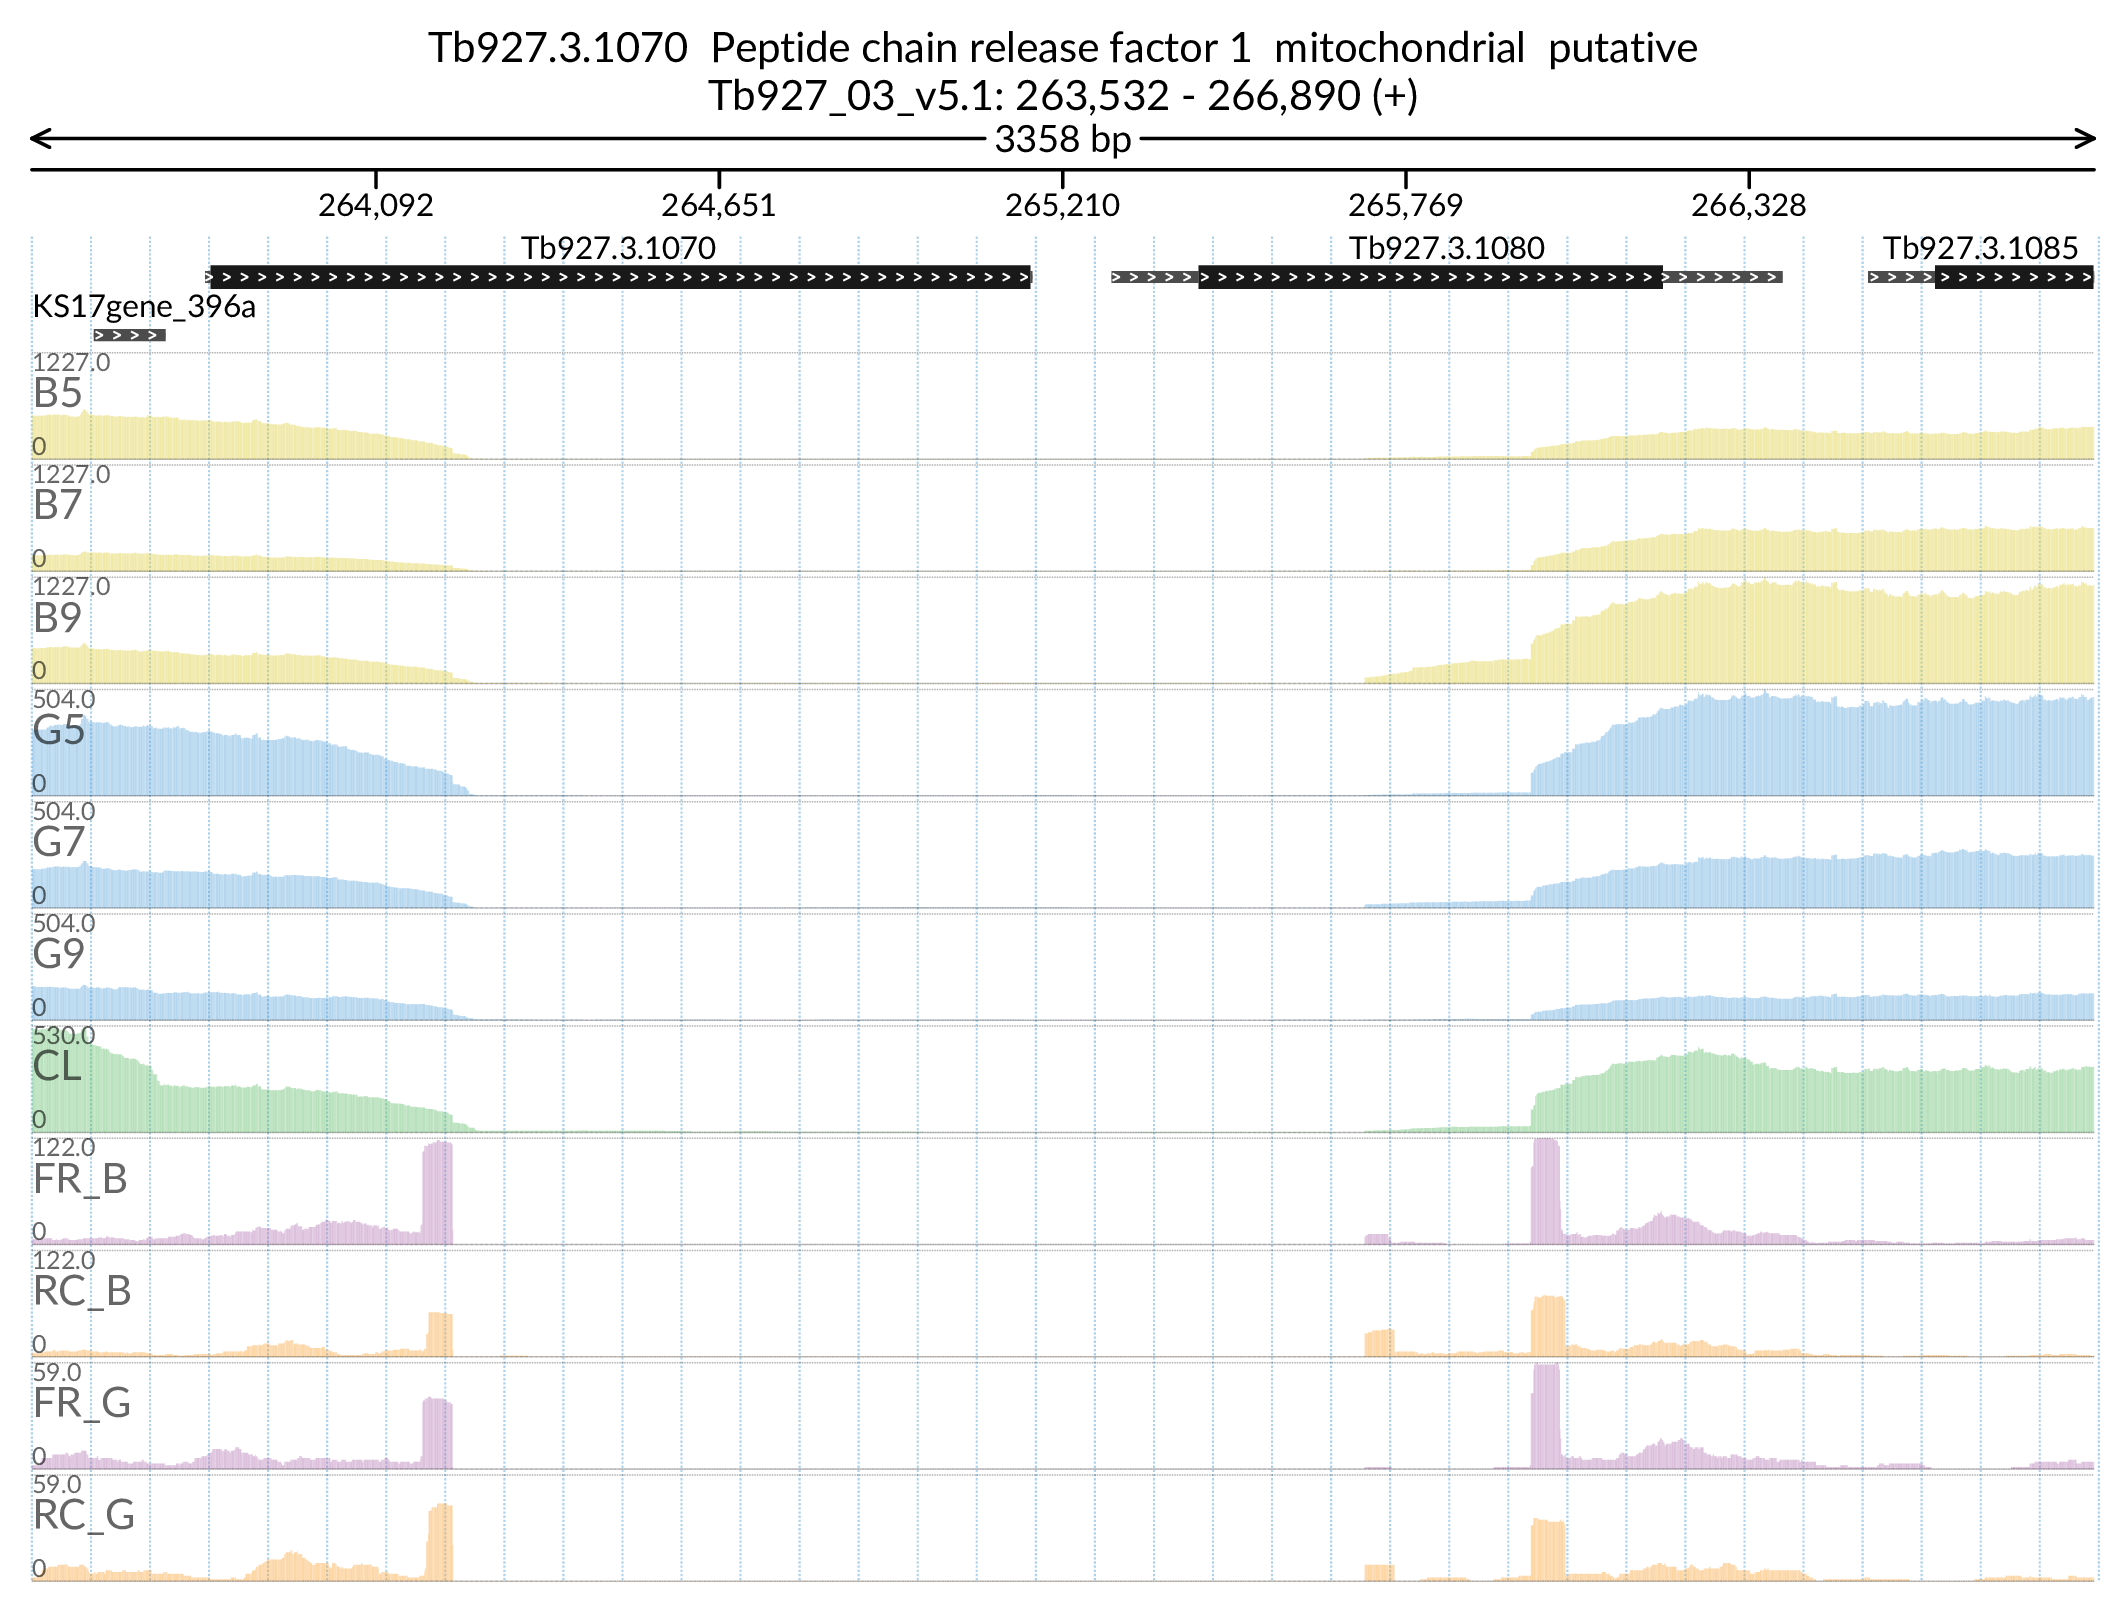 Tb927.3.1070 Peptide chain release factor 1 mitochondrial putative
Tb927_03_v5.1: 263,532 - 266,890 (+)
3358 bp
264,092 264,651 265,210 265,769 266,328
Tb927.3.1070 Tb927.3.1080 Tb927.3.1085
KS17gene_396a
1227.0
B5
0
1227.0
B7
0
1227.0
B9
0
504.0
G5
0
504.0
G7
0
504.0
G9
0
530.0
CL
0
122.0
FR_B
0
122.0
RC_B
0
59.0
FR_G
0
59.0
RC_G
0